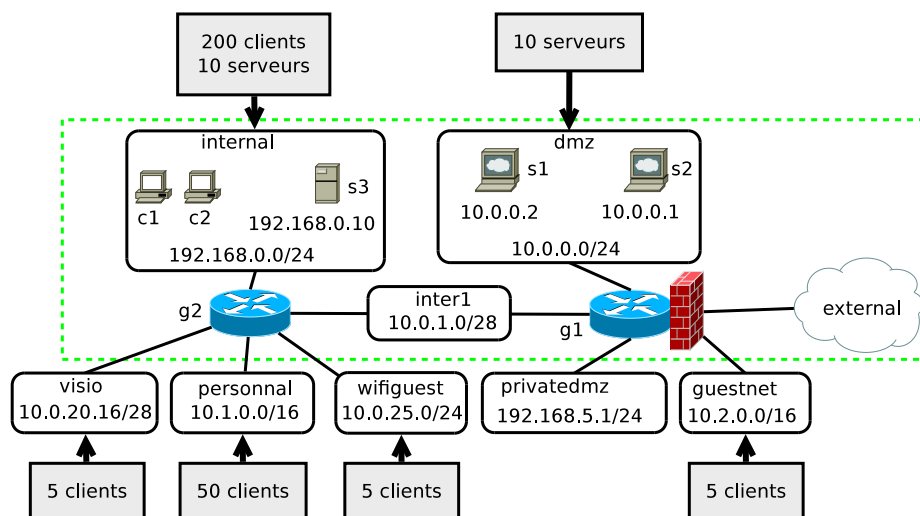 200 clients
10 serveurs
10 serveurs
internal
c1
c2
s3
192.168.0.10
192.168.0.0/24
dmz
s1
s2
10.0.0.2
10.0.0.1
10.0.0.0/24
g2
inter1
10.0.1.0/28
g1
external
visio
10.0.20.16/28
personnal
10.1.0.0/16
wifiguest
10.0.25.0/24
privatedmz
192.168.5.1/24
guestnet
10.2.0.0/16
5 clients
50 clients
5 clients
5 clients